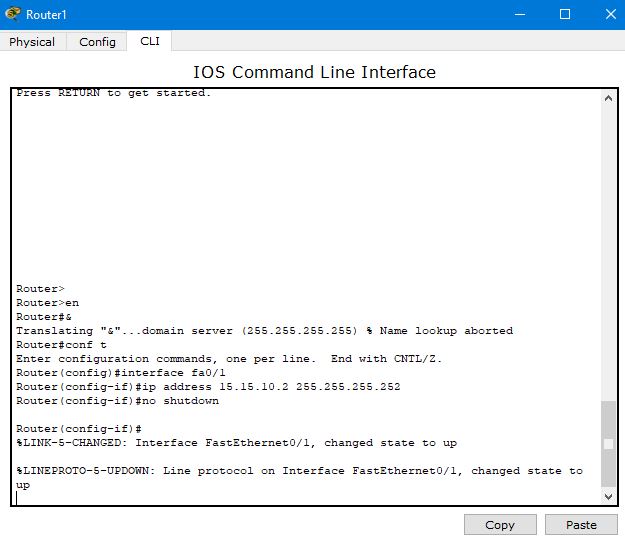 Router1
Physical Config CLI
IOS Command Line Interface
Press RETURN to get started.
Router>
Router>en
Router#&
Translating "&"...domain server (255.255.255.255) % Name lookup aborted
Router#conf t
Enter configuration commands, one per line.  End with CNTL/Z.
Router(config)#interface fa0/1
Router(config-if)#ip address 15.15.10.2 255.255.255.252
Router(config-if)#no shutdown
Router(config-if)#
%LINK-5-CHANGED: Interface FastEthernet0/1, changed state to up
%LINEPROTO-5-UPDOWN: Line protocol on Interface FastEthernet0/1, changed state to
up
Copy Paste